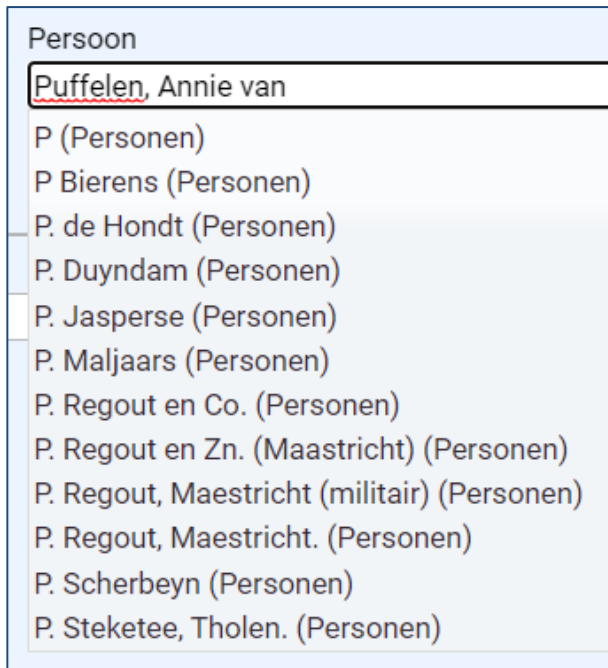 Persoon
Puffelen, Annie van
P (Personen)
P Bierens (Personen)
P. de Hondt (Personen)
P. Duyndam (Personen)
P. Jasperse (Personen)
P. Maljaars (Personen)
P. Regout en Co. (Personen)
P. Regout en Zn. (Maastricht) (Personen)
P. Regout, Maestricht (militair) (Personen)
P. Regout, Maestricht. (Personen)
P. Scherbeyn (Personen)
P. Steketee, Tholen. (Personen)